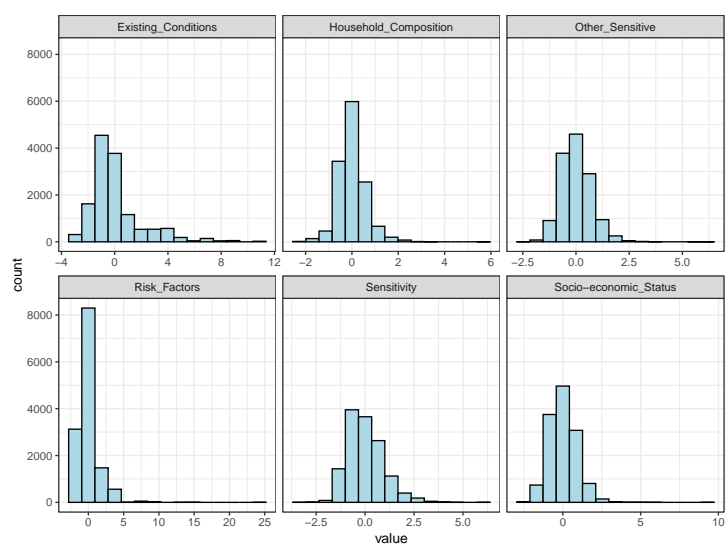 Existing_Conditions Household_Composition Other_Sensitive
8000
6000
4000
2000
0
−4 0 4 8 12 −2 0 2 4 6 −2.5 0.0 2.5 5.0
Risk_Factors Sensitivity Socio−economic_Status
8000
6000
4000
2000
0
0 5 10 15 20 25 −2.5 0.0 2.5 5.0 0 5 10
count
value